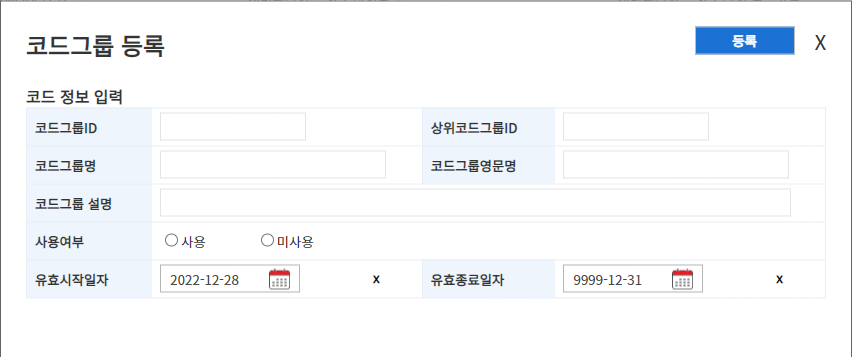 코드그룹 등록
등록 X
코드 정보 입력
코드그룹ID 상위코드그룹ID
코드그룹명 코드그룹영문명
코드그룹 설명
사용여부 사용 미사용
유효시작일자 2022-12-28 x 유효종료일자 9999-12-31 x